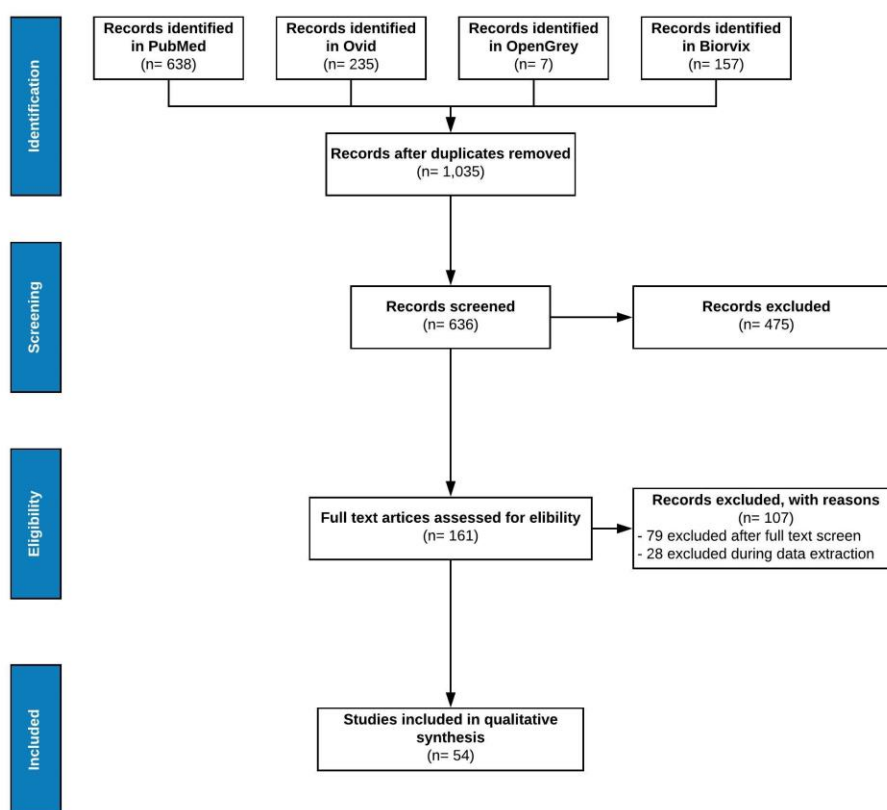 Identification
Records identified
in PubMed
(n= 638)
Records identified
in Ovid
(n= 235)
Records identified
in OpenGrey
(n= 7)
Records identified
in Biorvix
(n= 157)
Records after duplicates removed
(n= 1,035)
Screening
Records screened
(n= 636)
Records excluded
(n= 475)
Eligibility
Full text artices assessed for elibility
(n= 161)
Records excluded, with reasons
(n= 107)
- 79 excluded after full text screen
- 28 excluded during data extraction
Included
Studies included in qualitative
synthesis
(n= 54)